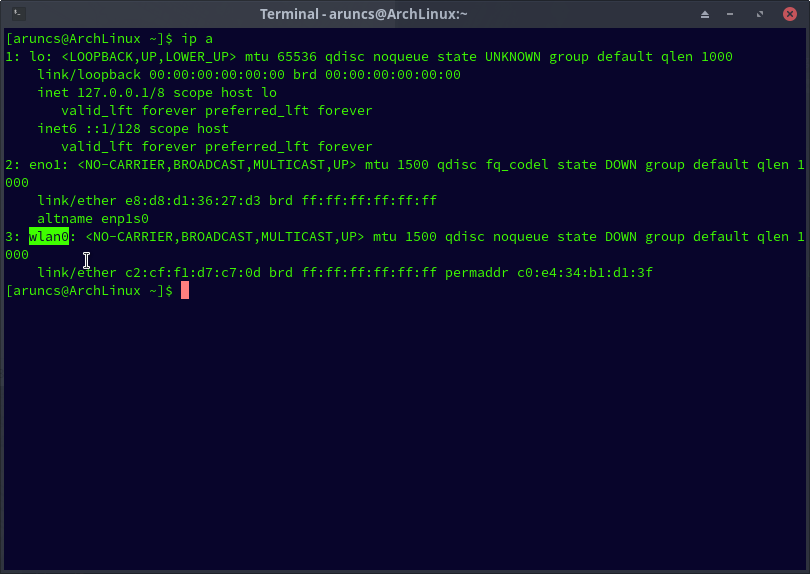 Terminal - aruncs@ArchLinux:~
[aruncs@ArchLinux ~]$ ip a
1: lo: <LOOPBACK,UP,LOWER_UP> mtu 65536 qdisc noqueue state UNKNOWN group default qlen 1000
    link/loopback 00:00:00:00:00:00 brd 00:00:00:00:00:00
    inet 127.0.0.1/8 scope host lo
       valid_lft forever preferred_lft forever
    inet6 ::1/128 scope host
       valid_lft forever preferred_lft forever
2: eno1: <NO-CARRIER,BROADCAST,MULTICAST,UP> mtu 1500 qdisc fq_codel state DOWN group default qlen 1
000
    link/ether e8:d8:d1:36:27:d3 brd ff:ff:ff:ff:ff:ff
    altname enp1s0
3: wlan0: <NO-CARRIER,BROADCAST,MULTICAST,UP> mtu 1500 qdisc noqueue state DOWN group default qlen 1
000
    link/ether c2:cf:f1:d7:c7:0d brd ff:ff:ff:ff:ff:ff permaddr c0:e4:34:b1:d1:3f
[aruncs@ArchLinux ~]$